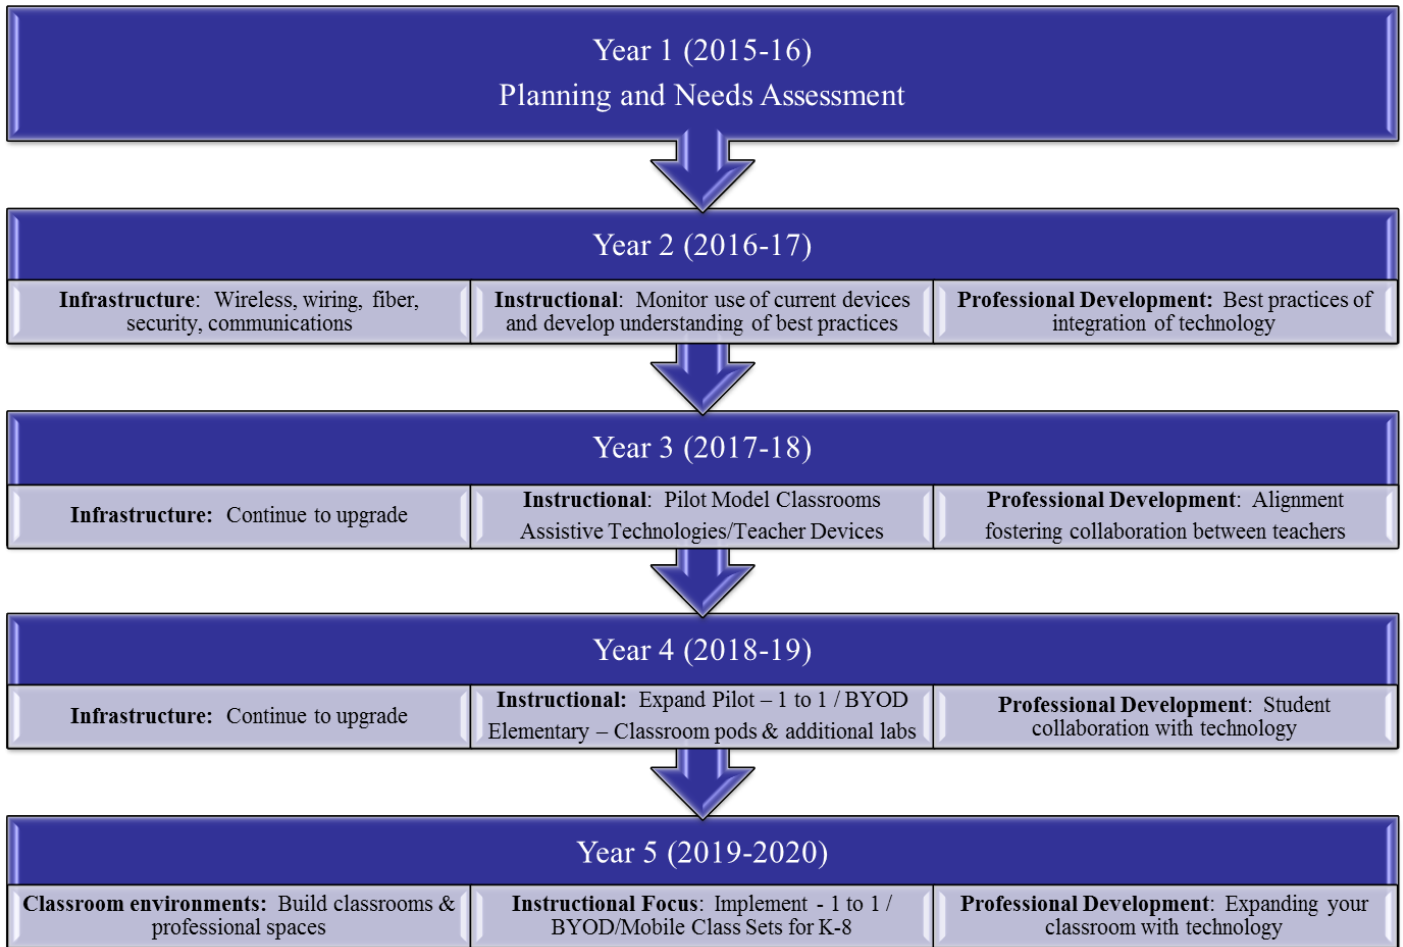 Year 1 (2015-16)
Planning and Needs Assessment
Year 2 (2016-17)
Infrastructure: Wireless, wiring, fiber,
security, communications
Instructional: Monitor use of current devices
and develop understanding of best practices
Professional Development: Best practices of
integration of technology
Year 3 (2017-18)
Infrastructure: Continue to upgrade
Instructional: Pilot Model Classrooms
Assistive Technologies/Teacher Devices
Professional Development: Alignment
fostering collaboration between teachers
Year 4 (2018-19)
Infrastructure: Continue to upgrade
Instructional: Expand Pilot – 1 to 1 / BYOD
Elementary – Classroom pods & additional labs
Professional Development: Student
collaboration with technology
Year 5 (2019-2020)
Classroom environments: Build classrooms &
professional spaces
Instructional Focus: Implement - 1 to 1 /
BYOD/Mobile Class Sets for K-8
Professional Development: Expanding your
classroom with technology